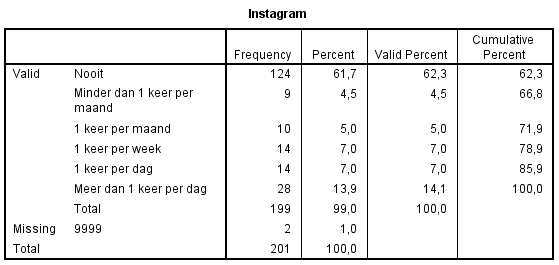 Instagram
Cumulative
Frequency Percent Valid Percent Percent
Valid Nooit 124 61,7 62,3 62,3
Minder dan 1 keer per 9 4,5 4,5 66,8
maand
1 keer per maand 10 5,0 5,0 71,9
1 keer per week 14 7,0 7,0 78,9
1 keer per dag 14 7,0 7,0 85,9
Meer dan 1 keer per dag 28 13,9 14,1 100,0
Total 199 99,0 100,0
Missing 9999 2 1,0
Total 201 100,0